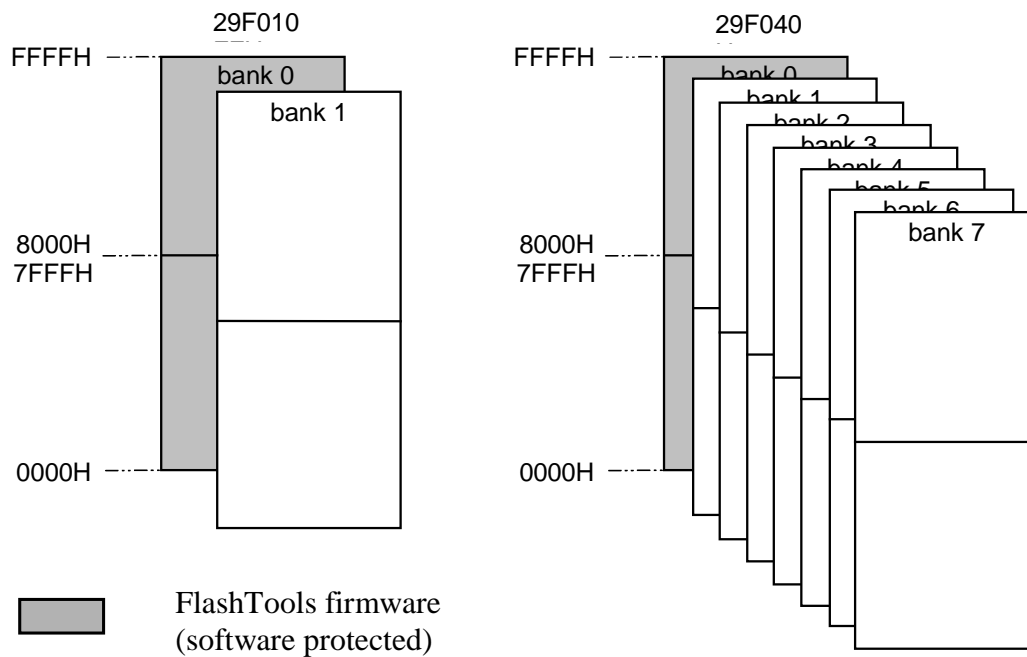 29F010
FFFFH
bank 0
bank 1
8000H
7FFFH
0000H
29F040
FFFFH
bank 0
bank 1
bank 2
bank 3
bank 4
bank 5
bank 6
bank 7
8000H
7FFFH
0000H
FlashTools firmware
(software protected)